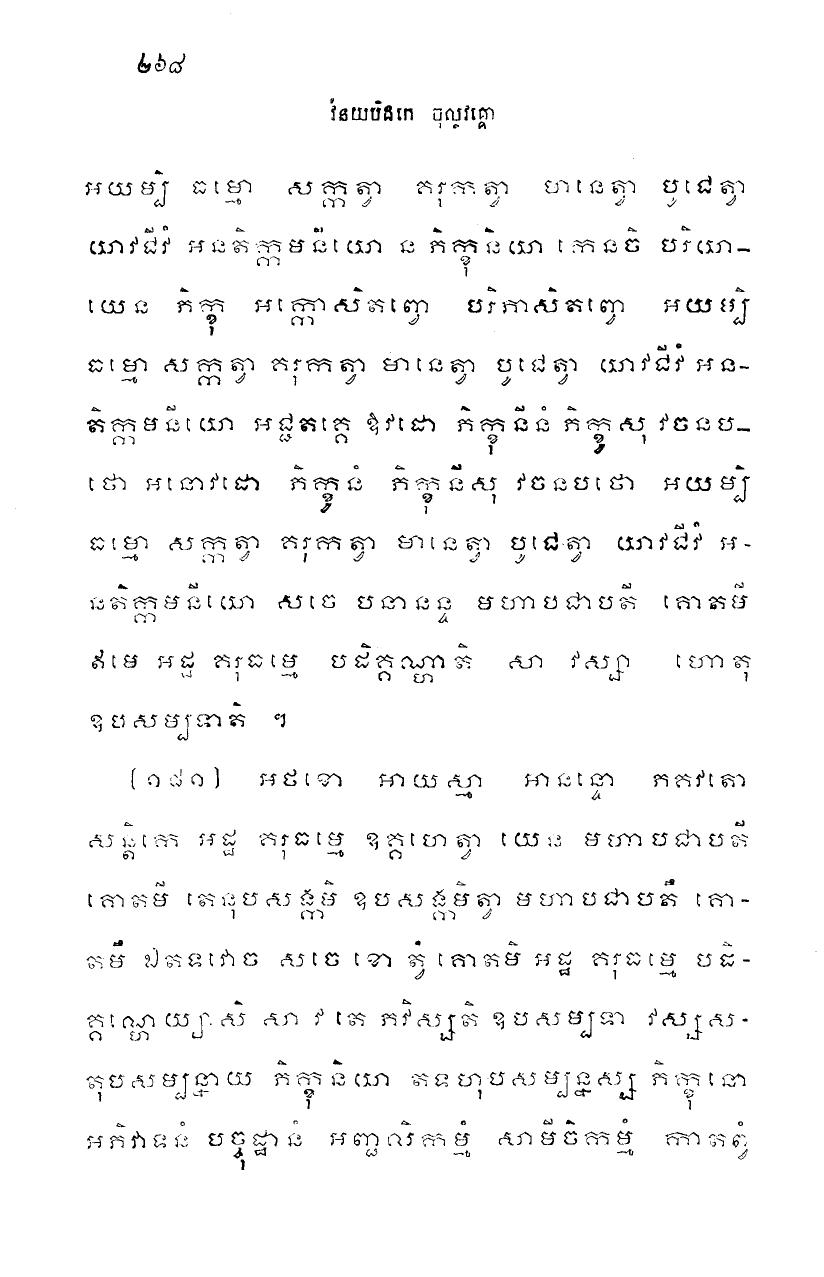 ២៦៨
វិនយបិដកេ ចុល្លវគ្គោ
អយម្បិ ធម្មោ សក្កត្វា គរុកត្វា មានេត្វា បូជេត្វា
យាវជីវំ អនតិក្កមនីយោ ន ភិក្ខុនិយា កេនចិ បរិយា-
យេន ភិក្ខុ អក្កោសិតព្វោ បរិភាសិតព្វោ អយម្បិ
ធម្មោ សក្កត្វា គរុកត្វា មានេត្វា បូជេត្វា យាវជីវំ អន-
តិក្កមនីយោ អជ្ជតគ្គេ ឱវដោ ភិក្ខុនីនំ ភិក្ខូសុ វចនប-
ថោ អនោវដោ ភិក្ខូនំ ភិក្ខុនីសុ វចនបថោ អយម្បិ
ធម្មោ សក្កត្វា គរុកត្វា មានេត្វា បូជេត្វា យាវជីវំ អ-
នតិក្កមនីយោ សចេ បនានន្ទ មហាបជាបតី គោតមី
ឥមេ អដ្ឋ គរុធម្មេ បដិគ្គណ្ហាតិ សា វស្សា ហោតុ
ឧបសម្បទាតិ ។
(១៨១) អថខោ អាយស្មា អានន្ទោ ភគវតោ
សន្តិកេ អដ្ឋ គរុធម្មេ ឧគ្គហេត្វា យេន មហាបជាបតី
គោតមី តេនុបសង្កមិ ឧបសង្កមិត្វា មហាបជាបតឹ គោ-
តមឹ ឯតទវោច សចេ ខោ ត្វំ គោតមិ អដ្ឋ គរុធម្មេ បដិ-
គ្គណ្ហេយ្យាសិ សា វ តេ ភវិស្សតិ ឧបសម្បទា វស្សស-
តុបសម្បន្នាយ ភិក្ខុនិយា តទហុបសម្បន្នស្ស ភិក្ខុនោ
អភិវាទនំ បច្ចុដ្ឋានំ អញ្ជលិកម្មំ សាមីចិកម្មំ កាតព្វំ